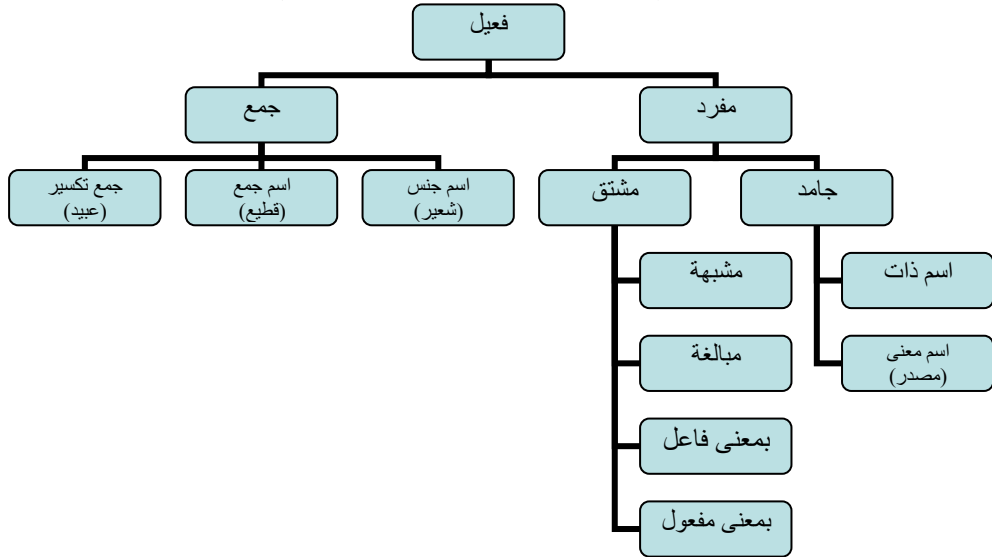 فعيل
مفرد
جمع
جامد
مشتق
اسم جنس
(شعير)
اسم جمع
(قطيع)
جمع تكسير
(عبيد)
اسم ذات
مشبهة
اسم معنى
(مصدر)
مبالغة
بمعنى فاعل
بمعنى مفعول